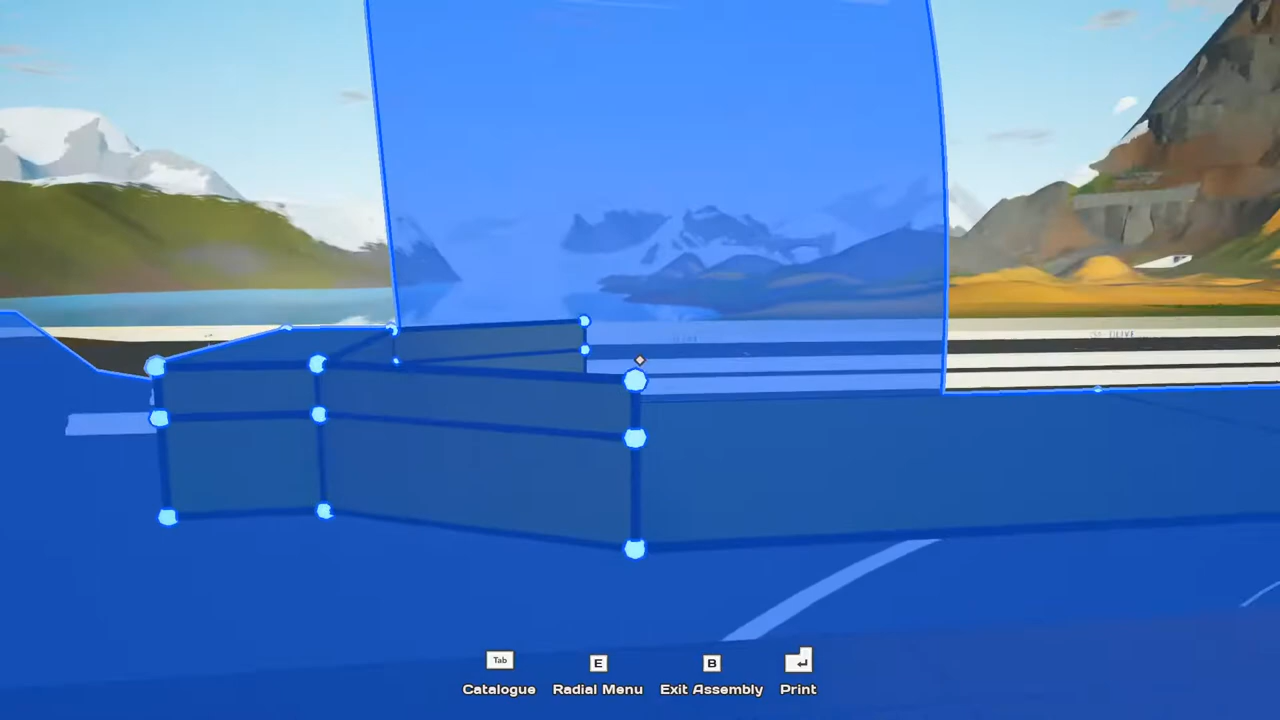 Tab
E
B
Catalogue
Radial Menu
Exit Assembly
Print